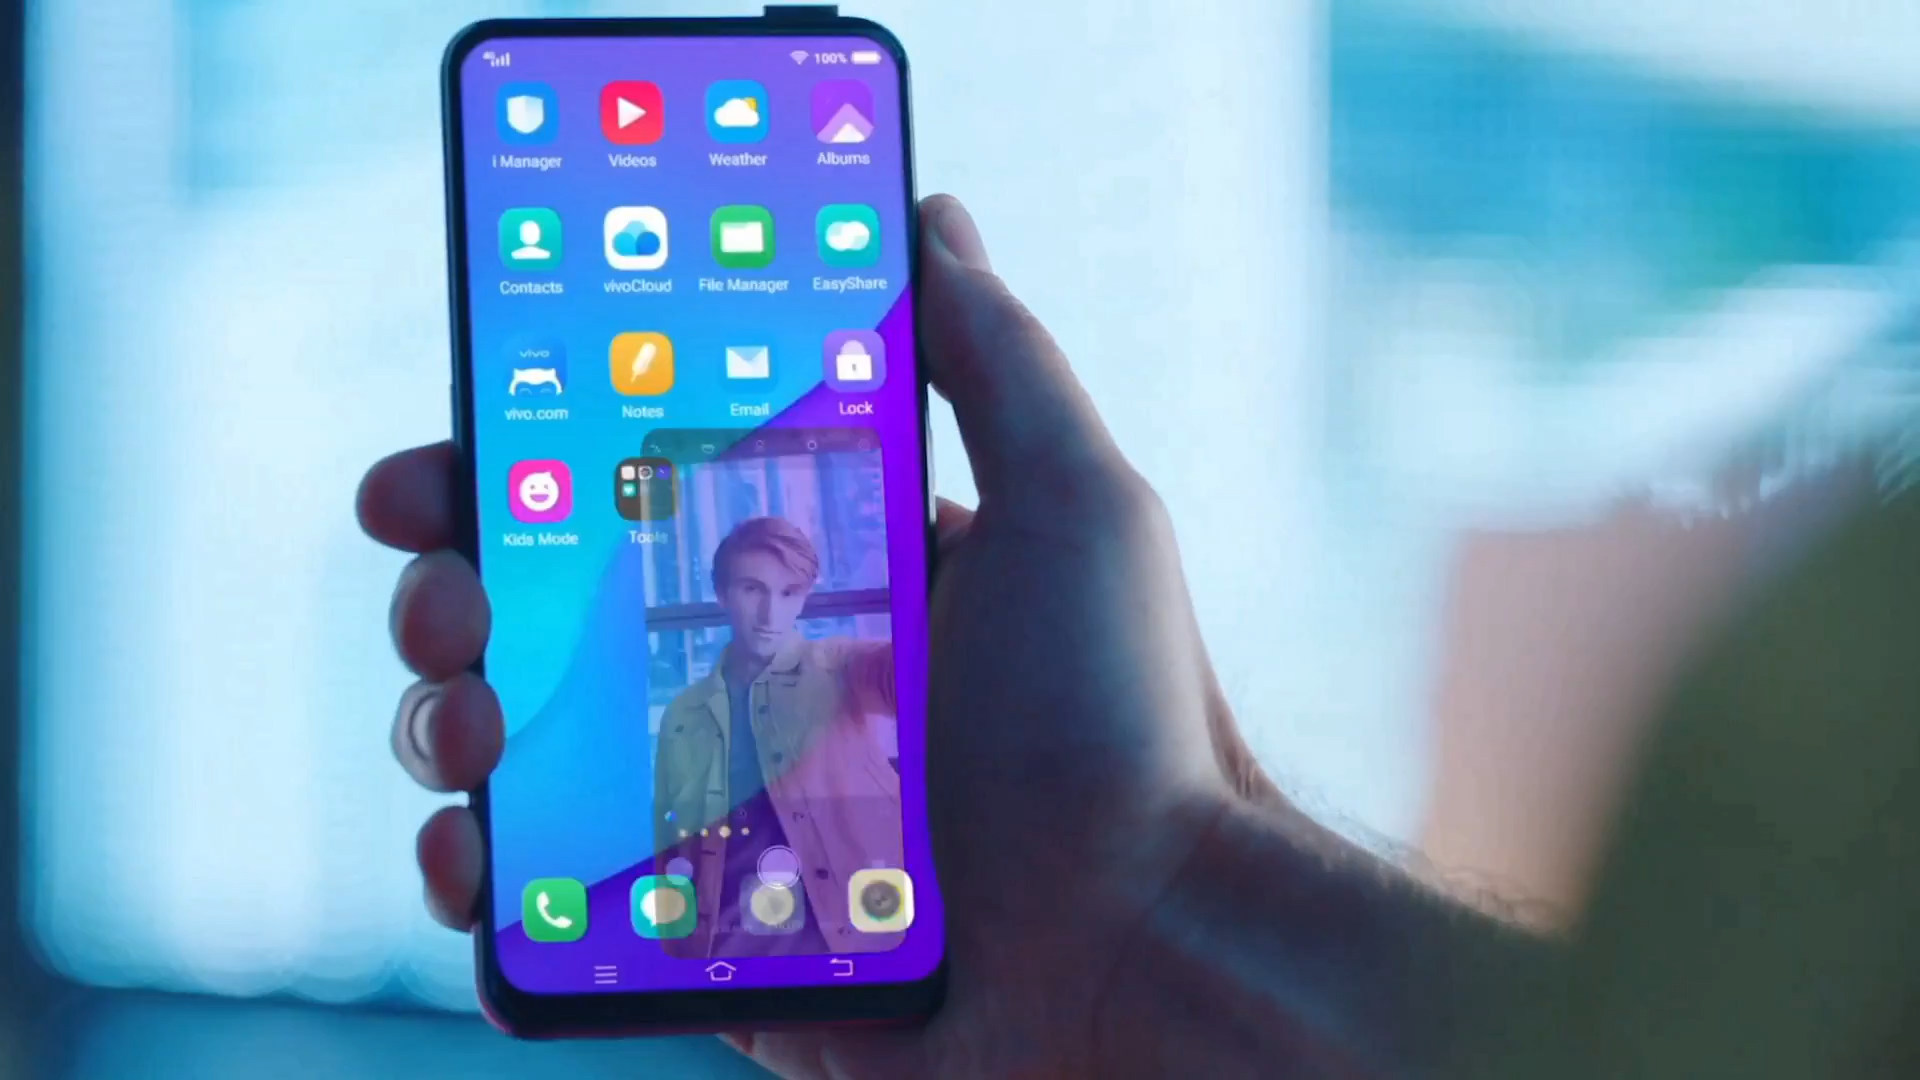 4G 100%
i Manager Videos Weather Albums
Contacts vivoCloud File Manager EasyShare
vivo
vivo.com Notes Email Lock
Kids Mode Tools